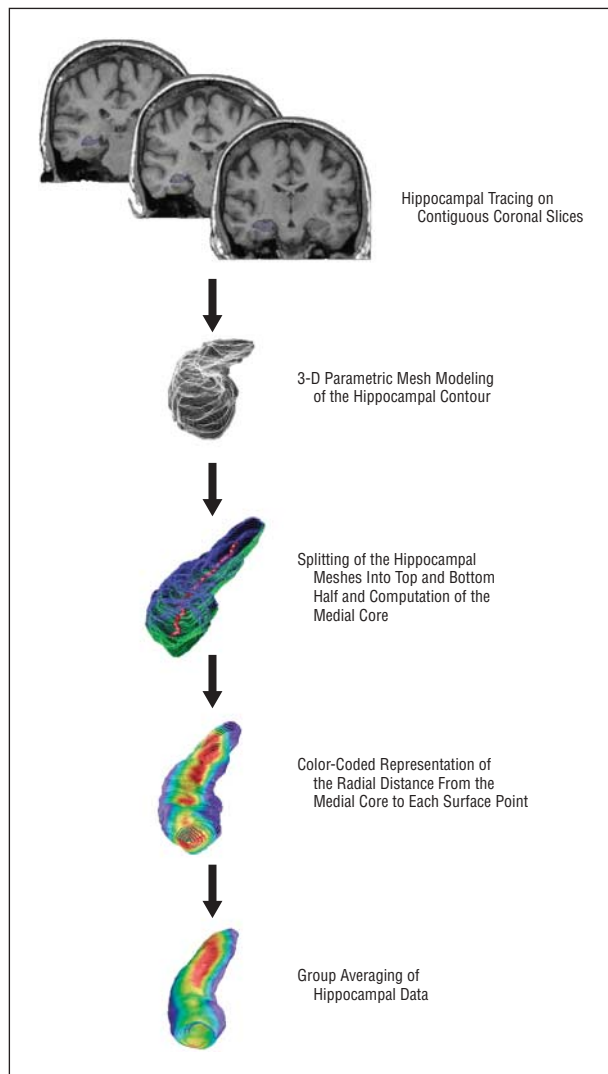 Hippocampal Tracing on
Contiguous Coronal Slices
3-D Parametric Mesh Modeling
of the Hippocampal Contour
Splitting of the Hippocampal
Meshes Into Top and Bottom
Half and Computation of the
Medial Core
Color-Coded Representation of
the Radial Distance From the
Medial Core to Each Surface Point
Group Averaging of
Hippocampal Data